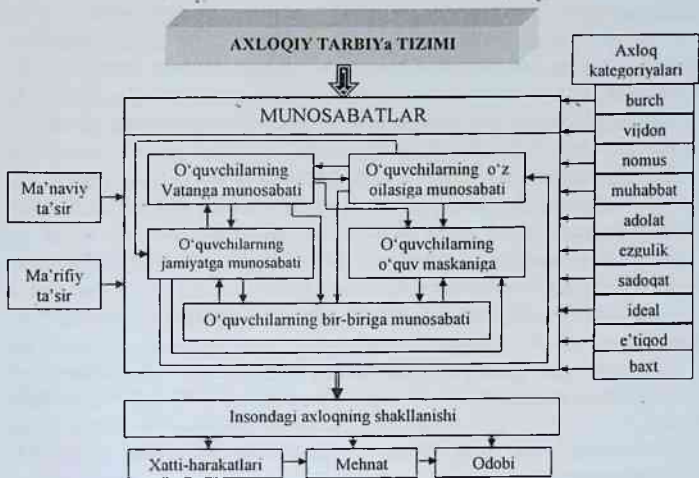 AXLOQIY TARBIYa TIZIMI
Axloq
kategoriyalari
MUNOSABATLAR
burch
vijdon
nomus
muhabbat
adolat
ezgulik
sadoqat
ideal
e'tiqod
baxt
Ma'naviy
ta'sir
Ma'rifiy
ta'sir
O‘quvchilarning
Vatanga munosabati
O‘quvchilarning o‘z
oilasiga munosabati
O‘quvchilarning
jamiyatga munosabati
O‘quvchilarning
o‘quv maskaniga
O‘quvchilarning bir-biriga munosabati
Insondagi axloqning shakllanishi
Xatti-harakatlari
Mehnat
Odobi